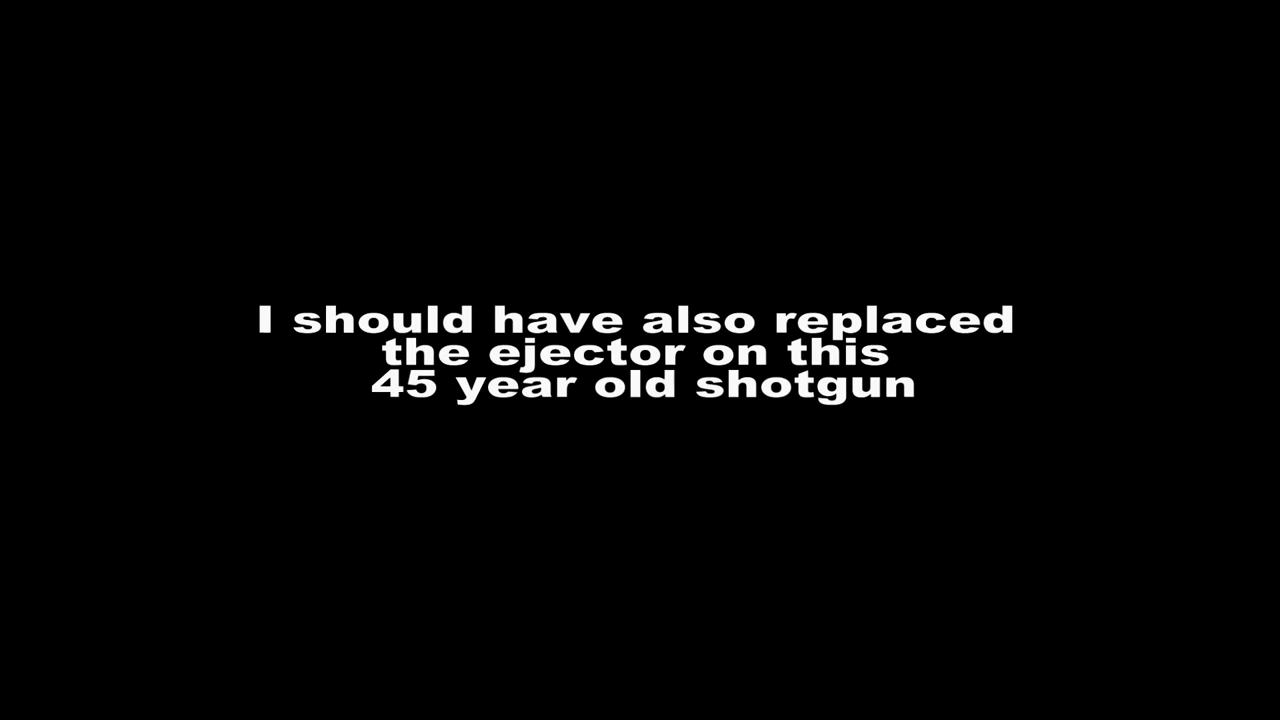 I should have also replaced
the ejector on this
45 year old shotgun